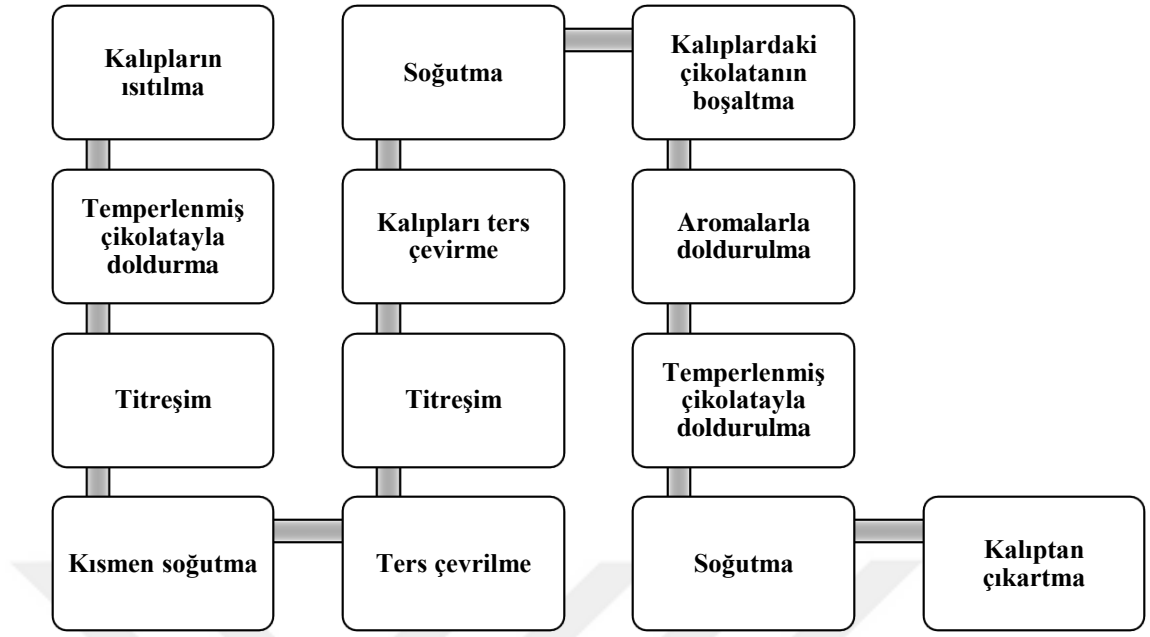 Kalıpların
ısıtılma
Temperlenmiş
çikolatayla
doldurma
Titreşim
Kısmen soğutma
Ters çevrilme
Titreşim
Kalıpları ters
çevirme
Soğutma
Kalıplardaki
çikolatanın
boşaltma
Aromalarla
doldurulma
Temperlenmiş
çikolatayla
doldurulma
Soğutma
Kalıptan
çıkartma